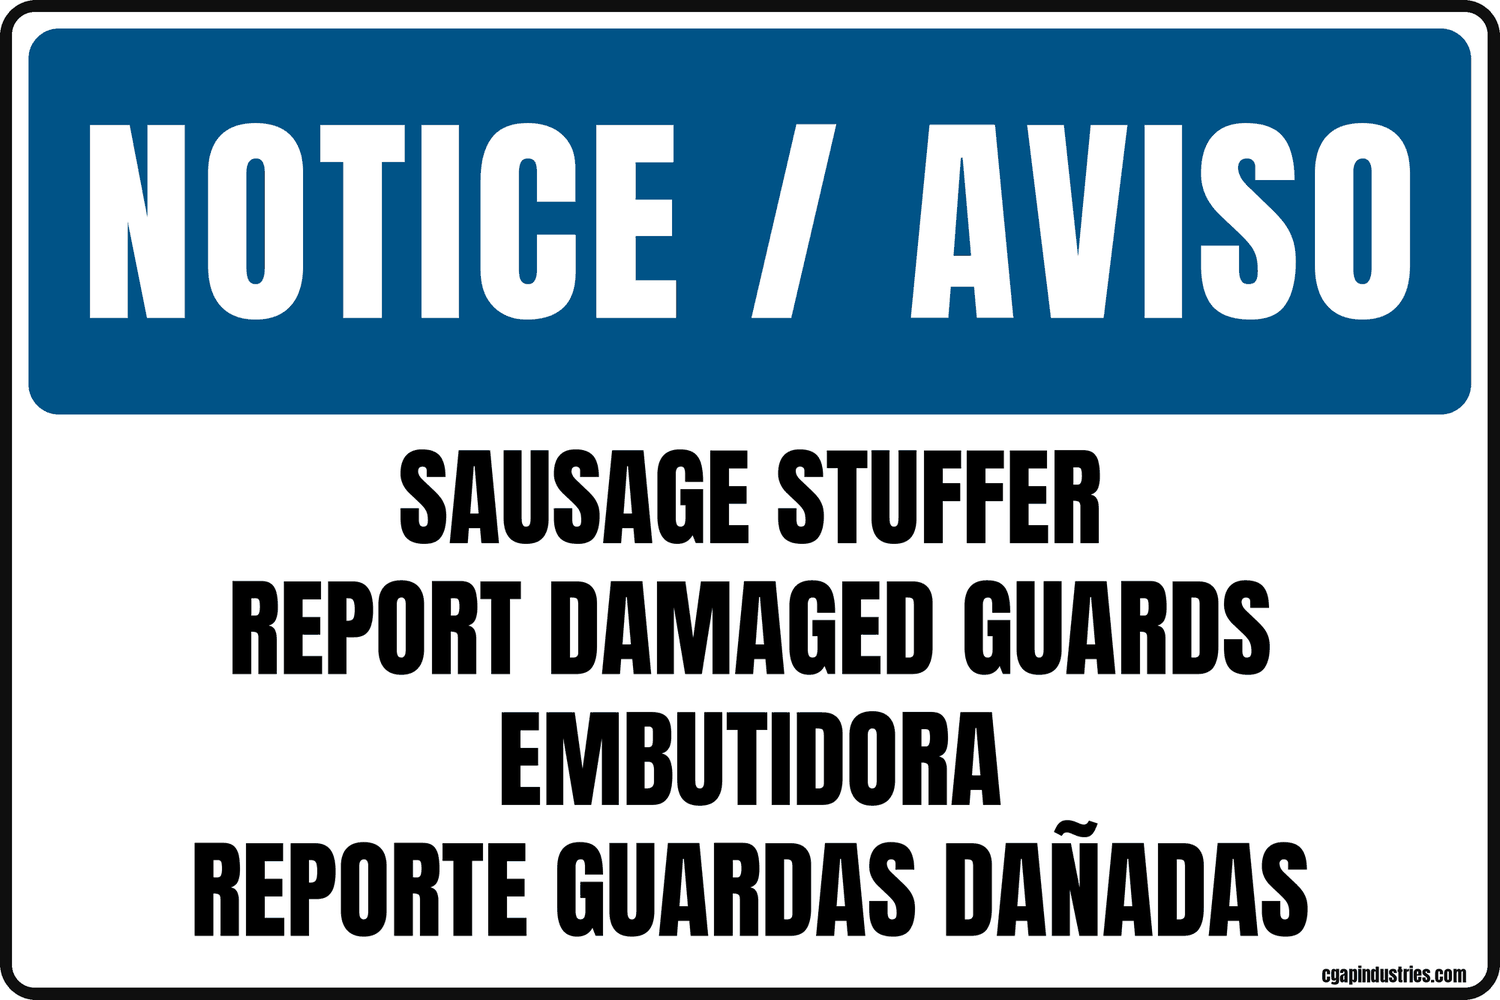 NOTICE / AVISO
SAUSAGE STUFFER
REPORT DAMAGED GUARDS
EMBUTIDORA
REPORTE GUARDAS DAÑADAS
cgapindustries.com